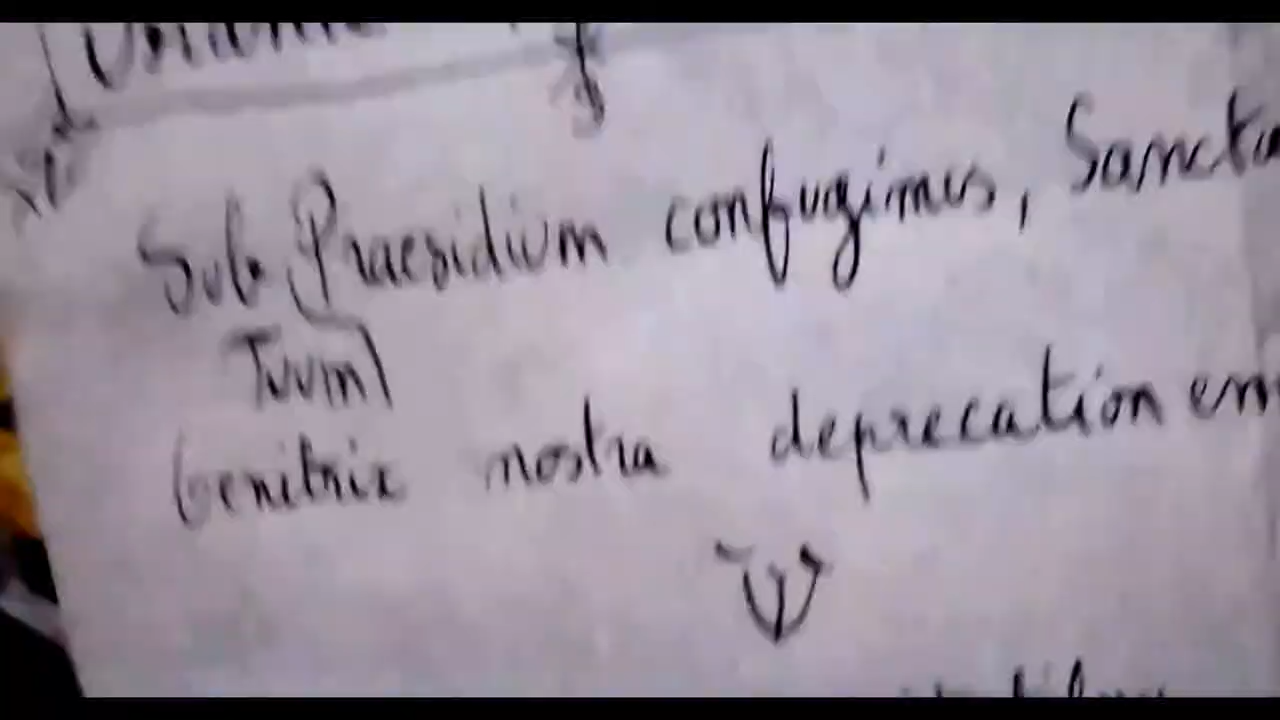 Sub Praesidium confugimus, Sancta
Tuum
Genitrix nostra deprecationem
Ψ